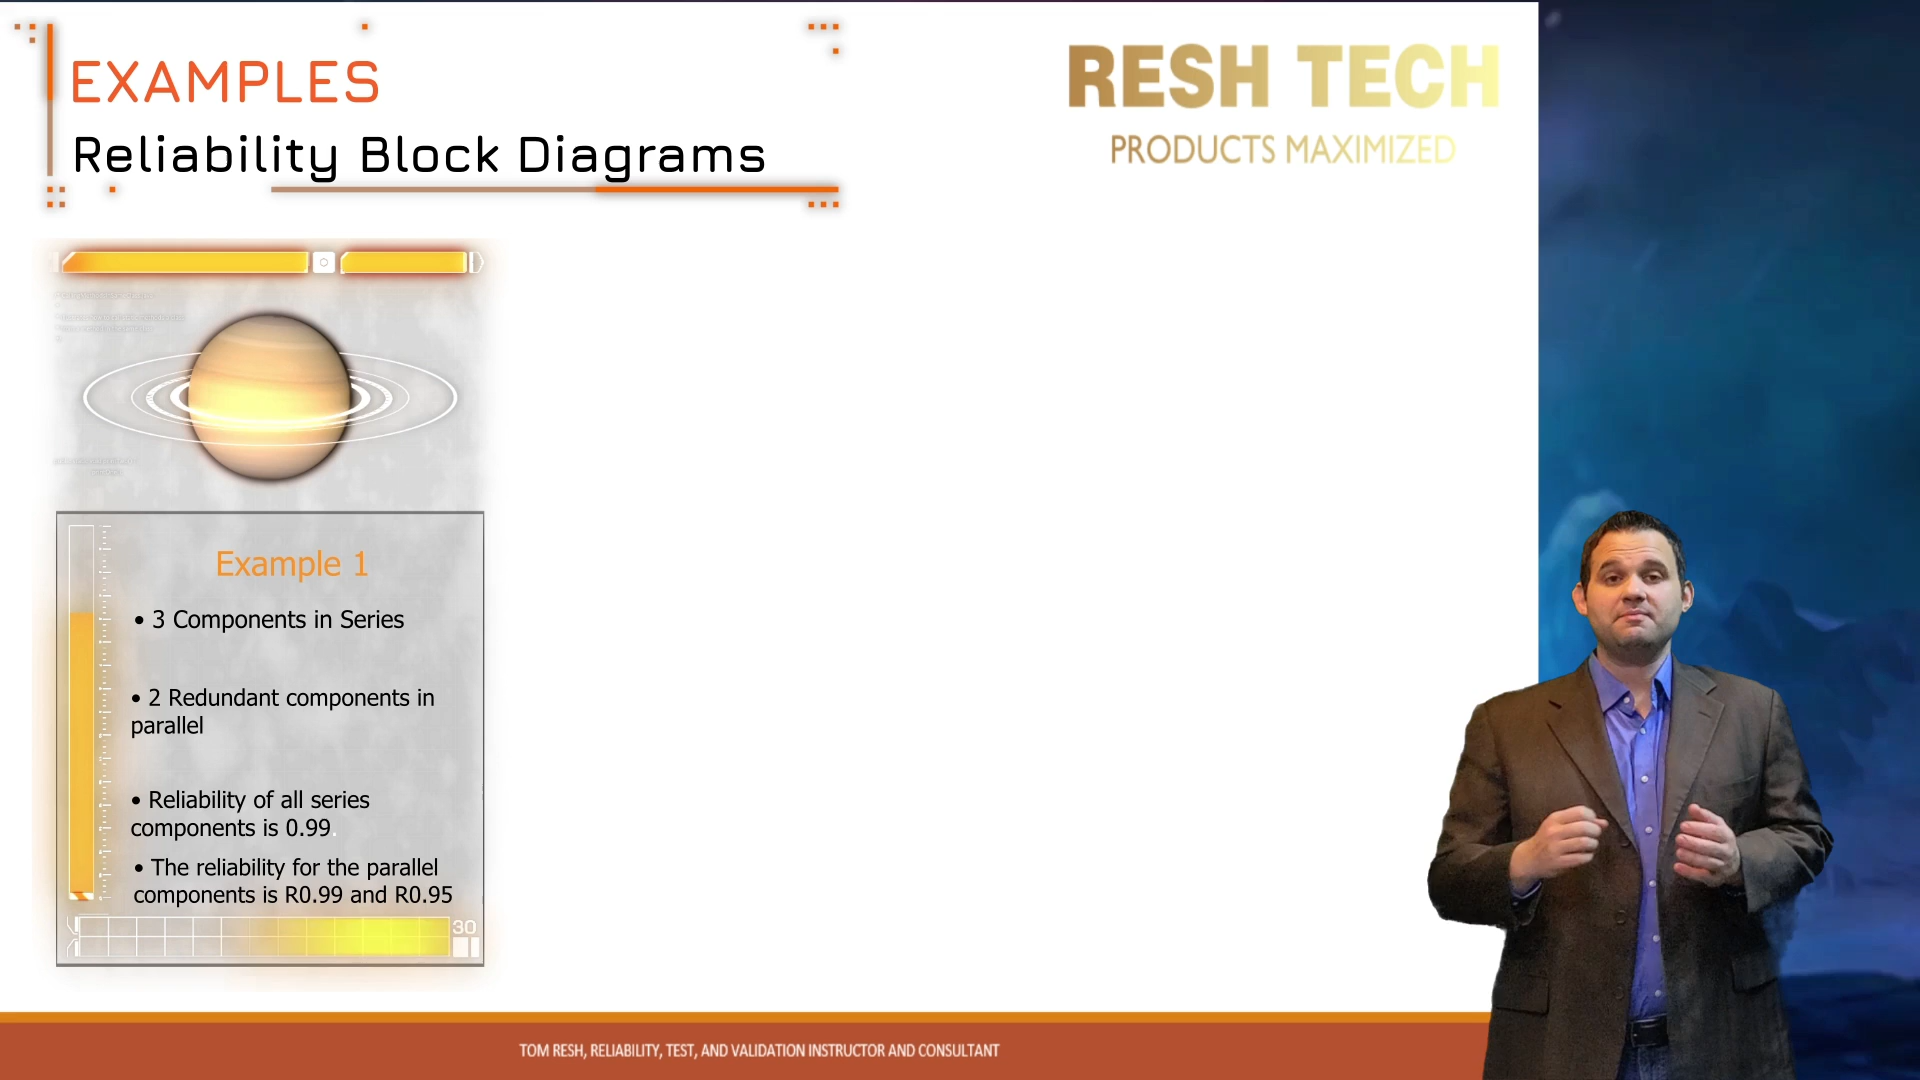 EXAMPLES
Reliability Block Diagrams
RESH TECH
PRODUCTS MAXIMIZED
Example 1
• 3 Components in Series
• 2 Redundant components in
parallel
• Reliability of all series
components is 0.99.
• The reliability for the parallel
components is R0.99 and R0.95
30
TOM RESH, RELIABILITY, TEST, AND VALIDATION INSTRUCTOR AND CONSULTANT